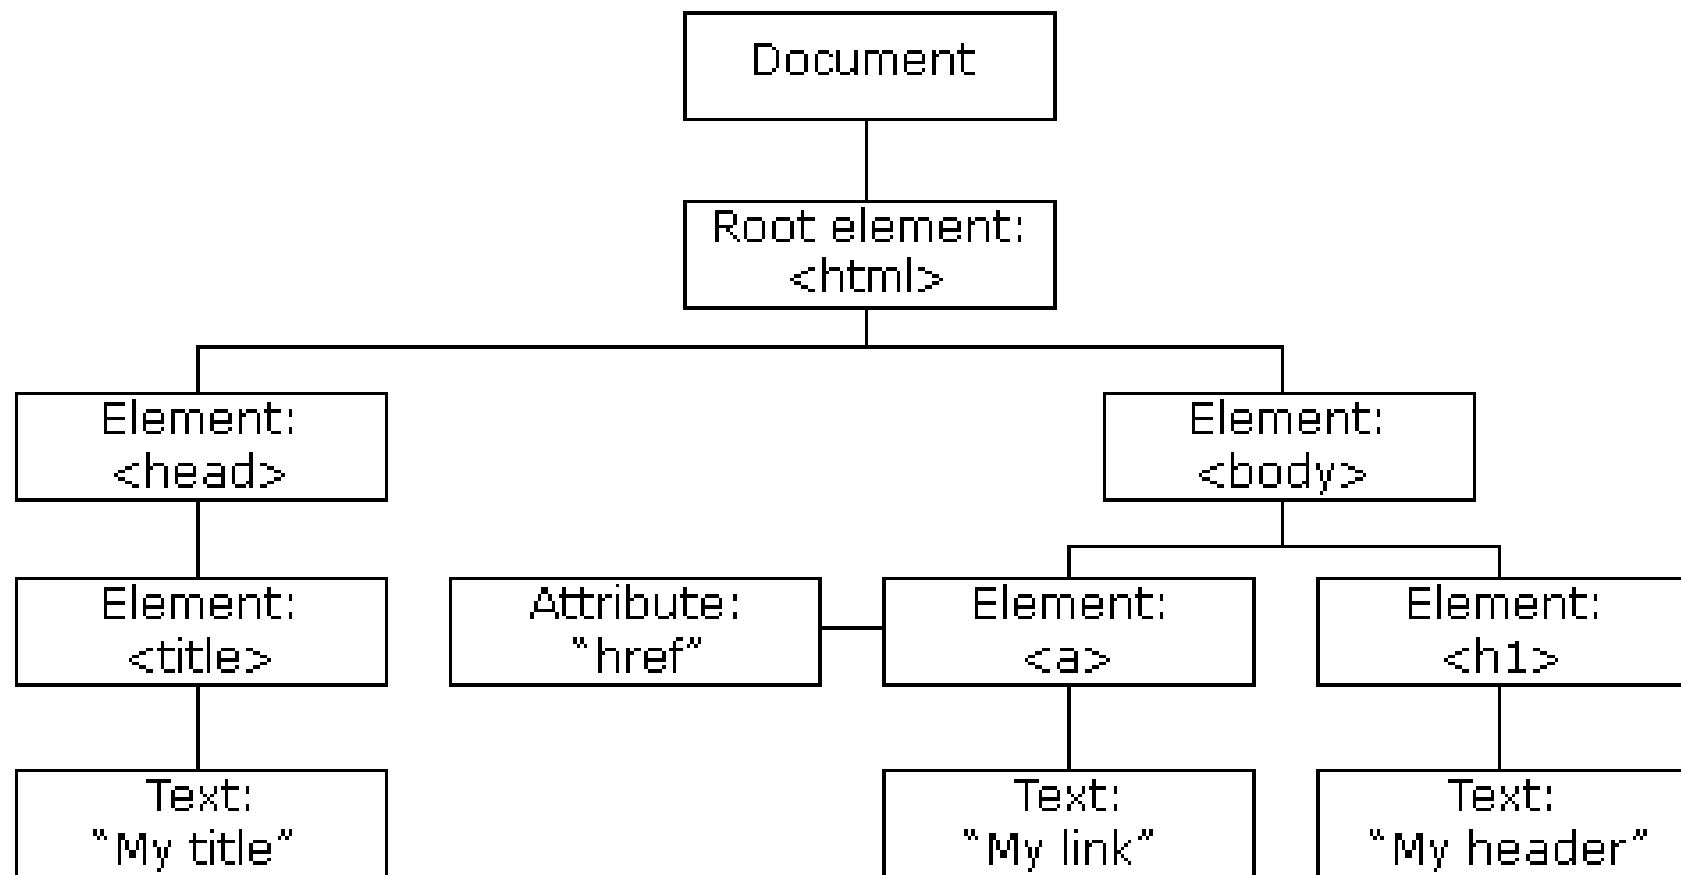 Document
Root element:
<html>
Element:
<head>
Element:
<body>
Element:
<title>
Attribute:
“href”
Element:
<a>
Element:
<h1>
Text:
“My title”
Text:
“My link”
Text:
“My header”